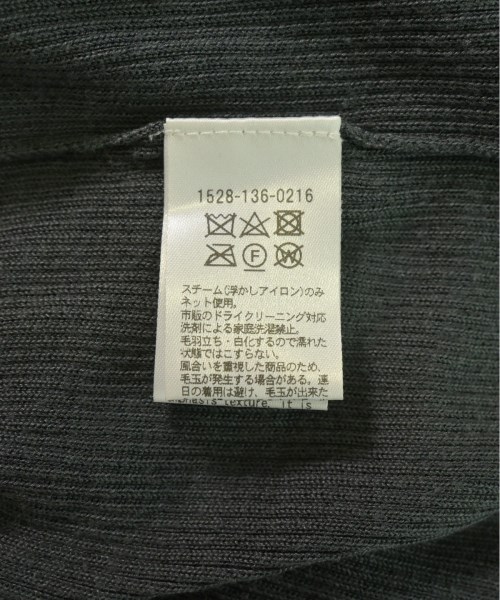 1528-136-0216
F W
スチーム(浮かしアイロン)のみ
ネット使用。
市販のドライクリーニング対応
洗剤による家庭洗濯禁止。
毛羽立ち・白化するので濡れた
状態ではこすらない。
風合いを重視した商品のため、
毛玉が発生する場合がある。連
日の着用は避け、毛玉が出来た
texture it s